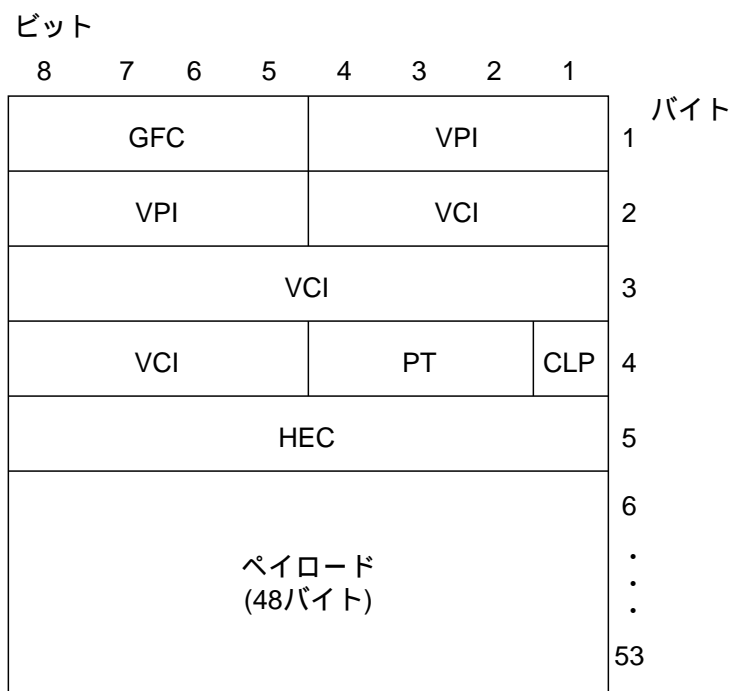 ビット
8 7 6 5 4 3 2 1
バイト
GFC VPI 1
VPI VCI 2
VCI 3
VCI PT CLP 4
HEC 5
6
ペイロード
(48バイト)
53